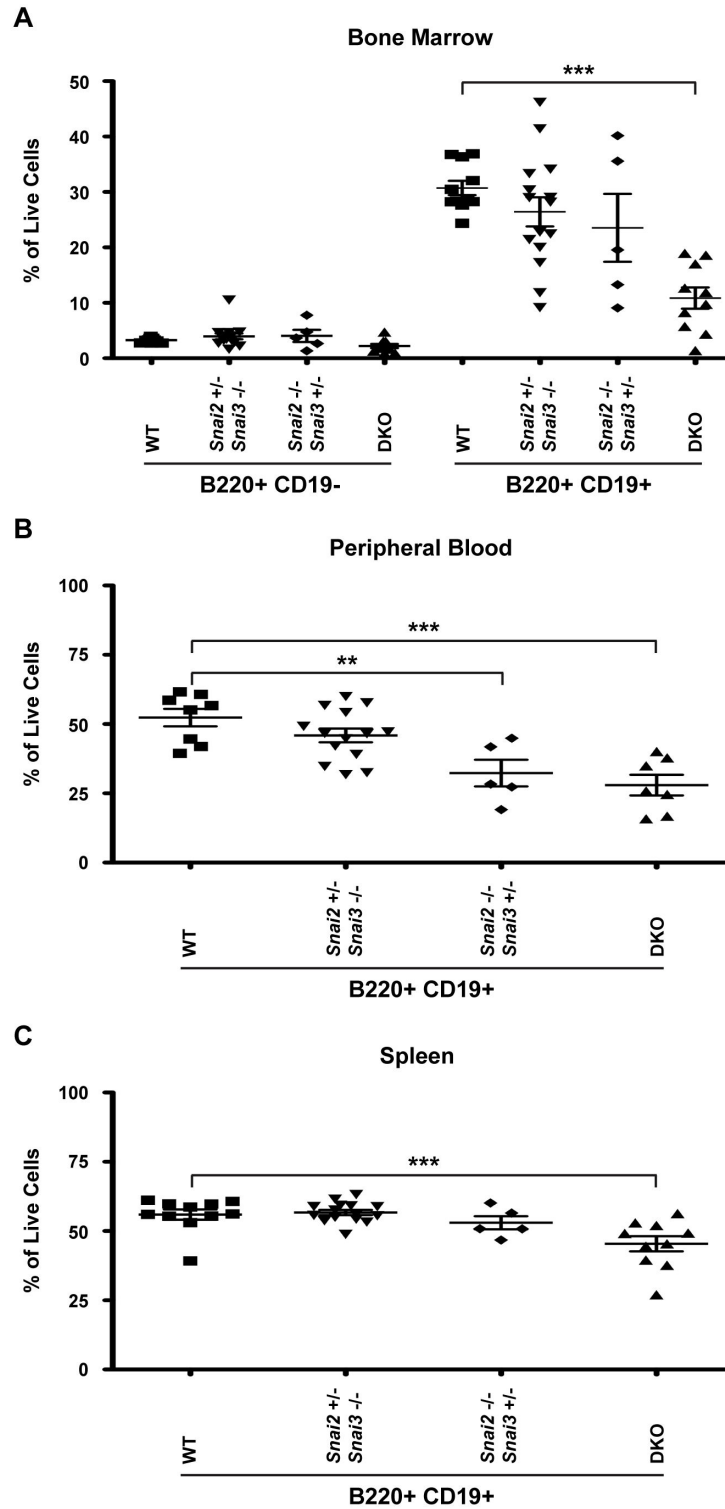 A
Bone Marrow
***
50
40
30
20
10
0
% of Live Cells
WT
Snai2 +/-
Snai3 -/-
Snai2 -/-
Snai3 +/-
DKO
WT
Snai2 +/-
Snai3 -/-
Snai2 -/-
Snai3 +/-
DKO
B220+ CD19-
B220+ CD19+
B
Peripheral Blood
***
**
100
75
50
25
0
% of Live Cells
WT
Snai2 +/-
Snai3 -/-
Snai2 -/-
Snai3 +/-
DKO
B220+ CD19+
C
Spleen
***
100
75
50
25
0
% of Live Cells
WT
Snai2 +/-
Snai3 -/-
Snai2 -/-
Snai3 +/-
DKO
B220+ CD19+